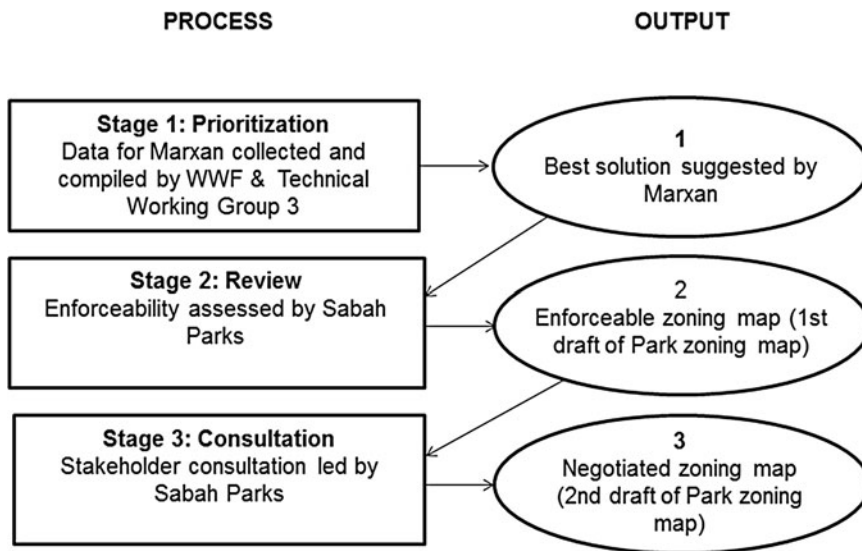 PROCESS
OUTPUT
Stage 1: Prioritization
Data for Marxan collected and
compiled by WWF & Technical
Working Group 3
1
Best solution suggested by
Marxan
Stage 2: Review
Enforceability assessed by Sabah
Parks
2
Enforceable zoning map (1st
draft of Park zoning map)
Stage 3: Consultation
Stakeholder consultation led by
Sabah Parks
3
Negotiated zoning map
(2nd draft of Park zoning
map)